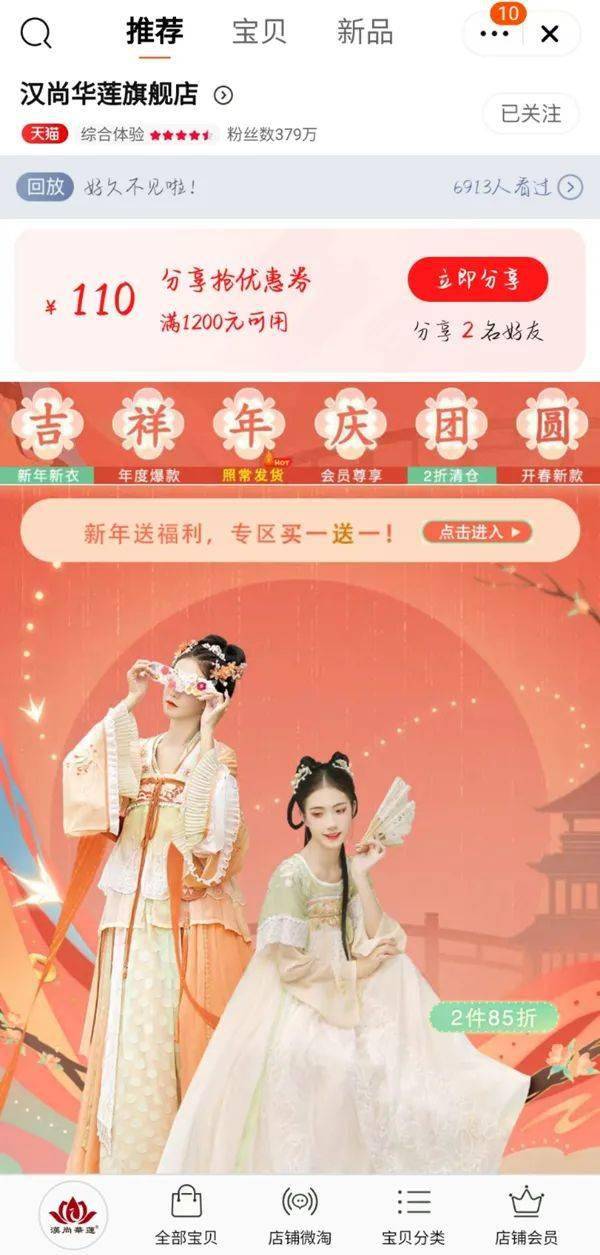 10
推荐 宝贝 新品
汉尚华莲旗舰店
已关注
天猫 综合体验 粉丝数379万
回放 好久不见啦! 6913人看过
¥110 分享抢优惠券 立即分享
满1200元可用 分享2名好友
吉 祥 年 庆 团 圆
HOT
新年新衣 年度爆款 照常发货 会员尊享 2折清仓 开春新款
新年送福利，专区买一送一！ 点击进入
2件85折
漢尚華蓮
全部宝贝 店铺微淘 宝贝分类 店铺会员